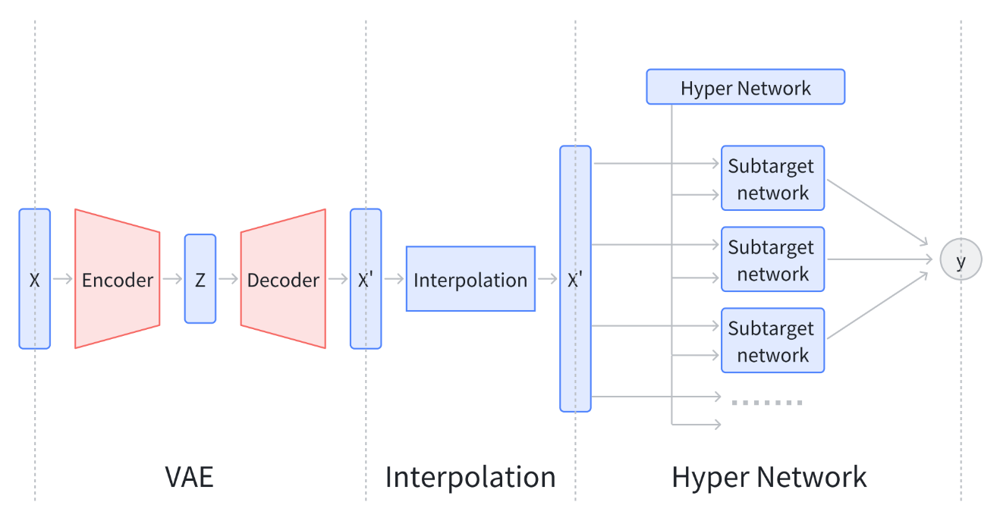 Hyper Network
Subtarget
network
Subtarget
network
Subtarget
network
X
Encoder
Z
Decoder
X'
Interpolation
X'
y
VAE
Interpolation
Hyper Network